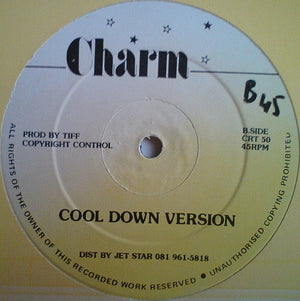 Charm
B45
PROD BY TIFF
COPYRIGHT CONTROL
B.SIDE
CRT 50
45RPM
COOL DOWN VERSION
DIST BY JET STAR 081 961-5818
ALL RIGHTS OF THE OWNER OF THIS RECORDED WORK RESERVED • UNAUTHORISED COPYING PROHIBITED